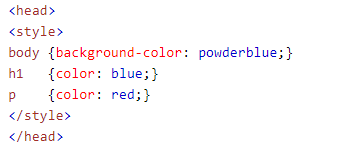 <head>
<style>
body {background-color: powderblue;}
h1   {color: blue;}
p    {color: red;}
</style>
</head>